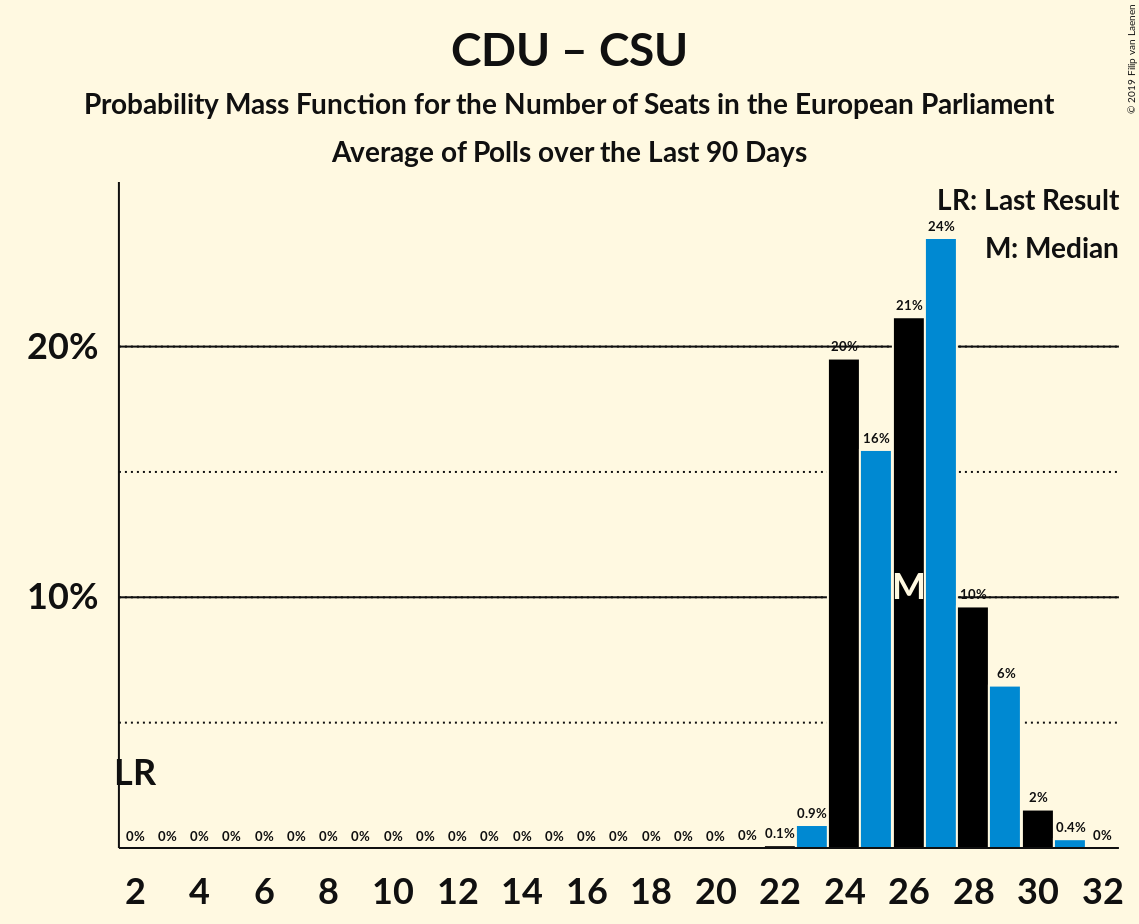 CDU – CSU
Probability Mass Function for the Number of Seats in the European Parliament
Average of Polls over the Last 90 Days
© 2019 Filip van Laenen
LR: Last Result
M: Median
24%
21%
20%
20%
16%
10%
M
10%
6%
LR
0% 0% 0% 0% 0% 0% 0% 0% 0% 0% 0% 0% 0% 0% 0% 0% 0% 0% 0% 0% 0.1% 0.9% 2% 0.4% 0%
2 4 6 8 10 12 14 16 18 20 22 24 26 28 30 32